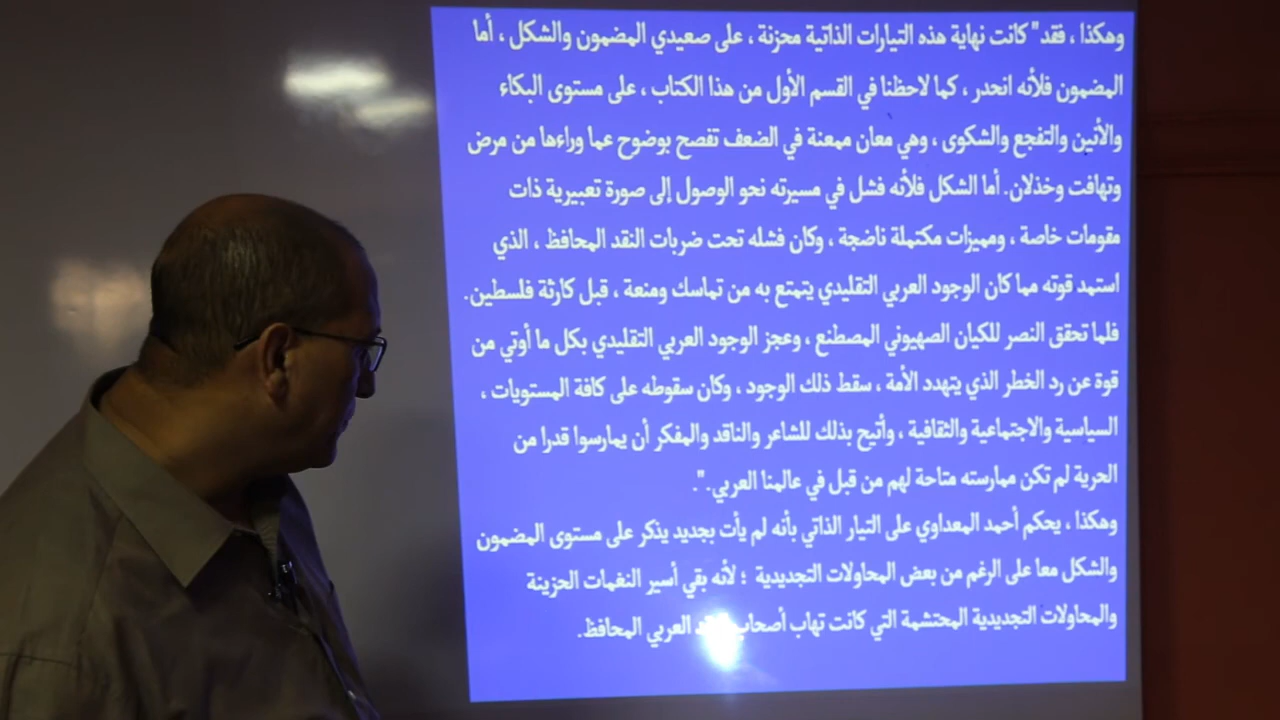 وهكذا ، فقد" كانت نهاية هذه التيارات الذاتية محزنة ، على صعيدي المضمون والشكل ، أما
المضمون فلأنه انحدر ، كما لاحظنا في القسم الأول من هذا الكتاب ، على مستوى البكاء
والأنين والتفجع والشكوى ، وهي معان ممعنة في الضعف تفصح بوضوح عما وراءها من مرض
وتهافت وخذلان. أما الشكل فلأنه فشل في مسيرته نحو الوصول إلى صورة تعبيرية ذات
مقومات خاصة ، ومميزات مكتملة ناضجة ، وكان فشله تحت ضربات النقد المحافظ ، الذي
استمد قوته مما كان الوجود العربي التقليدي يتمتع به من تماسك ومنعة ، قبل كارثة فلسطين.
فلما تحقق النصر للكيان الصهيوني المصطنع ، وعجز الوجود العربي التقليدي بكل ما أوتي من
قوة عن رد الخطر الذي يتهدد الأمة ، سقط ذلك الوجود ، وكان سقوطه على كافة المستويات ،
السياسية والاجتماعية والثقافية ، وأتيح بذلك للشاعر والناقد والمفكر أن يمارسوا قدرا من
الحرية لم تكن ممارسته متاحة لهم من قبل في عالمنا العربي.".
وهكذا ، يحكم أحمد المعداوي على التيار الذاتي بأنه لم يأت بجديد يذكر على مستوى المضمون
والشكل معا على الرغم من بعض المحاولات التجديدية ؛ لأنه بقي أسير النغمات الحزينة
والمحاولات التجديدية المحتشمة التي كانت تهاب أصحاب العربي المحافظ.